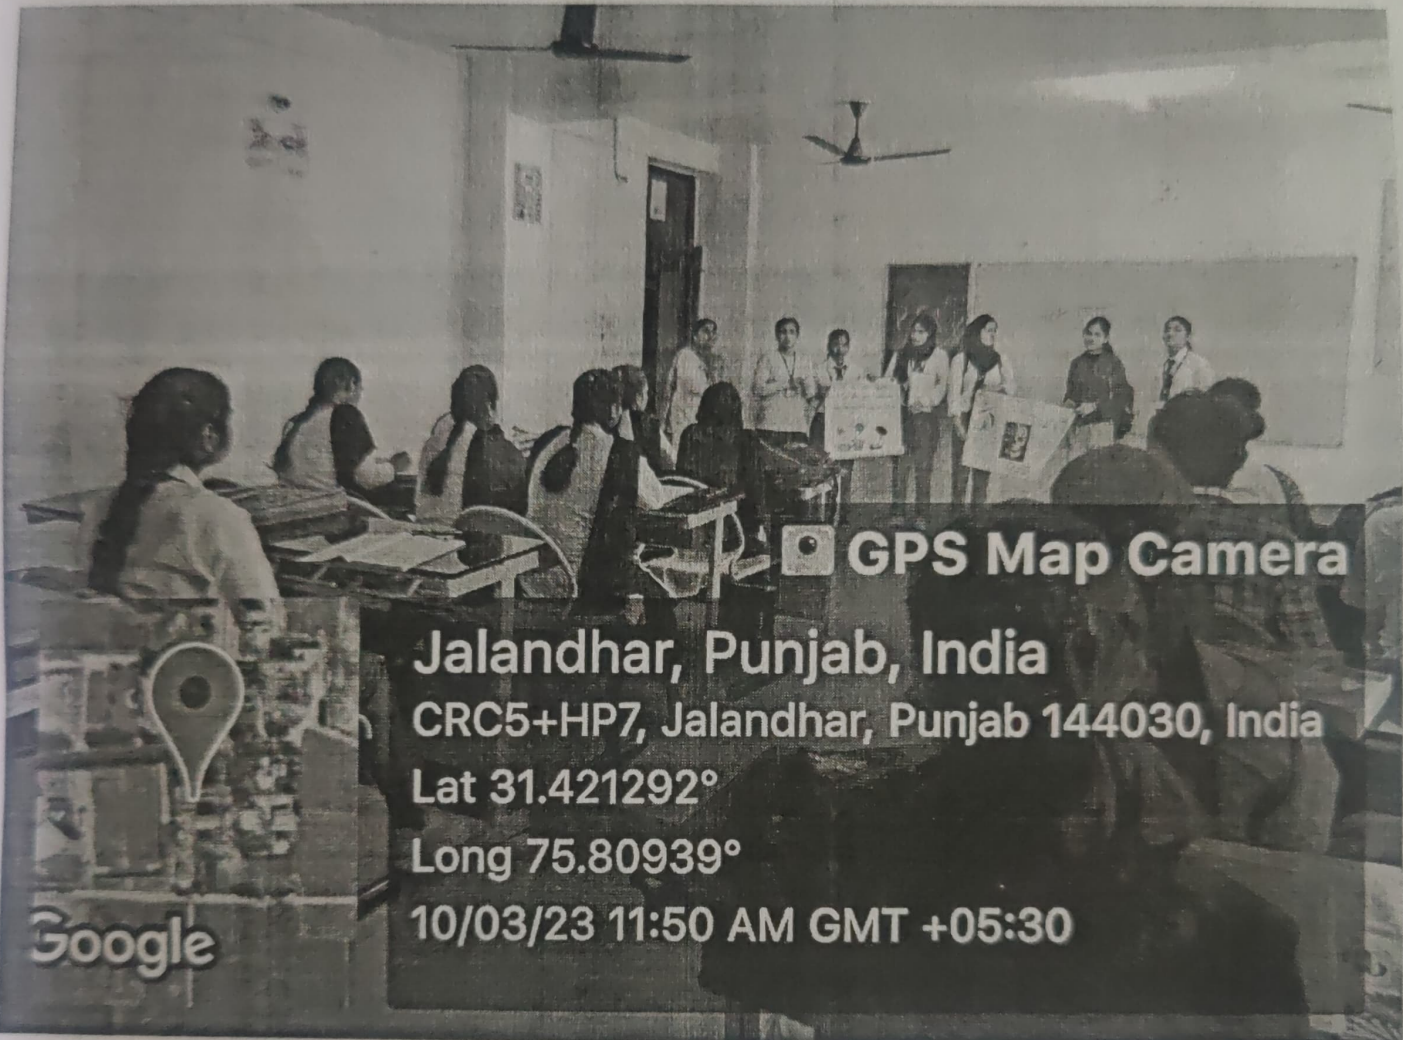 GPS Map Camera
Jalandhar, Punjab, India
CRC5+HP7, Jalandhar, Punjab 144030, India
Lat 31.421292°
Long 75.80939°
10/03/23 11:50 AM GMT +05:30
Google